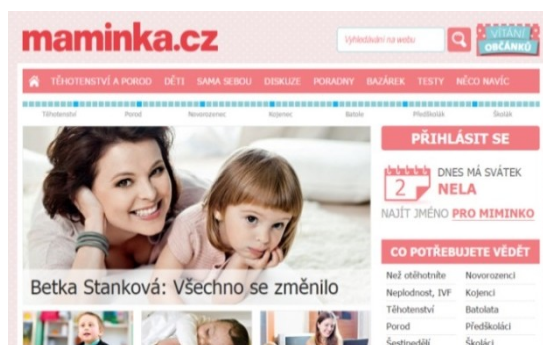 maminka.cz
Vyhledávání na webu
VÍTÁNÍ
OBČÁNKŮ
TĚHOTENSTVÍ A POROD DĚTI SAMA SEBOU DISKUZE PORADNY BAZÁREK TESTY NĚCO NAVÍC
Těhotenství Porod Novorozenec Kojenec Batole Předškolák Školák
PŘIHLÁSIT SE
2
DNES MÁ SVÁTEK
NELA
NAJÍT JMÉNO PRO MIMINKO
Betka Stanková: Všechno se změnilo
CO POTŘEBUJETE VĚDĚT
Než otěhotníte Novorozenci
Neplodnost, IVF Kojenci
Těhotenství Batolata
Porod Předškoláci
Šestinedělí Školáci